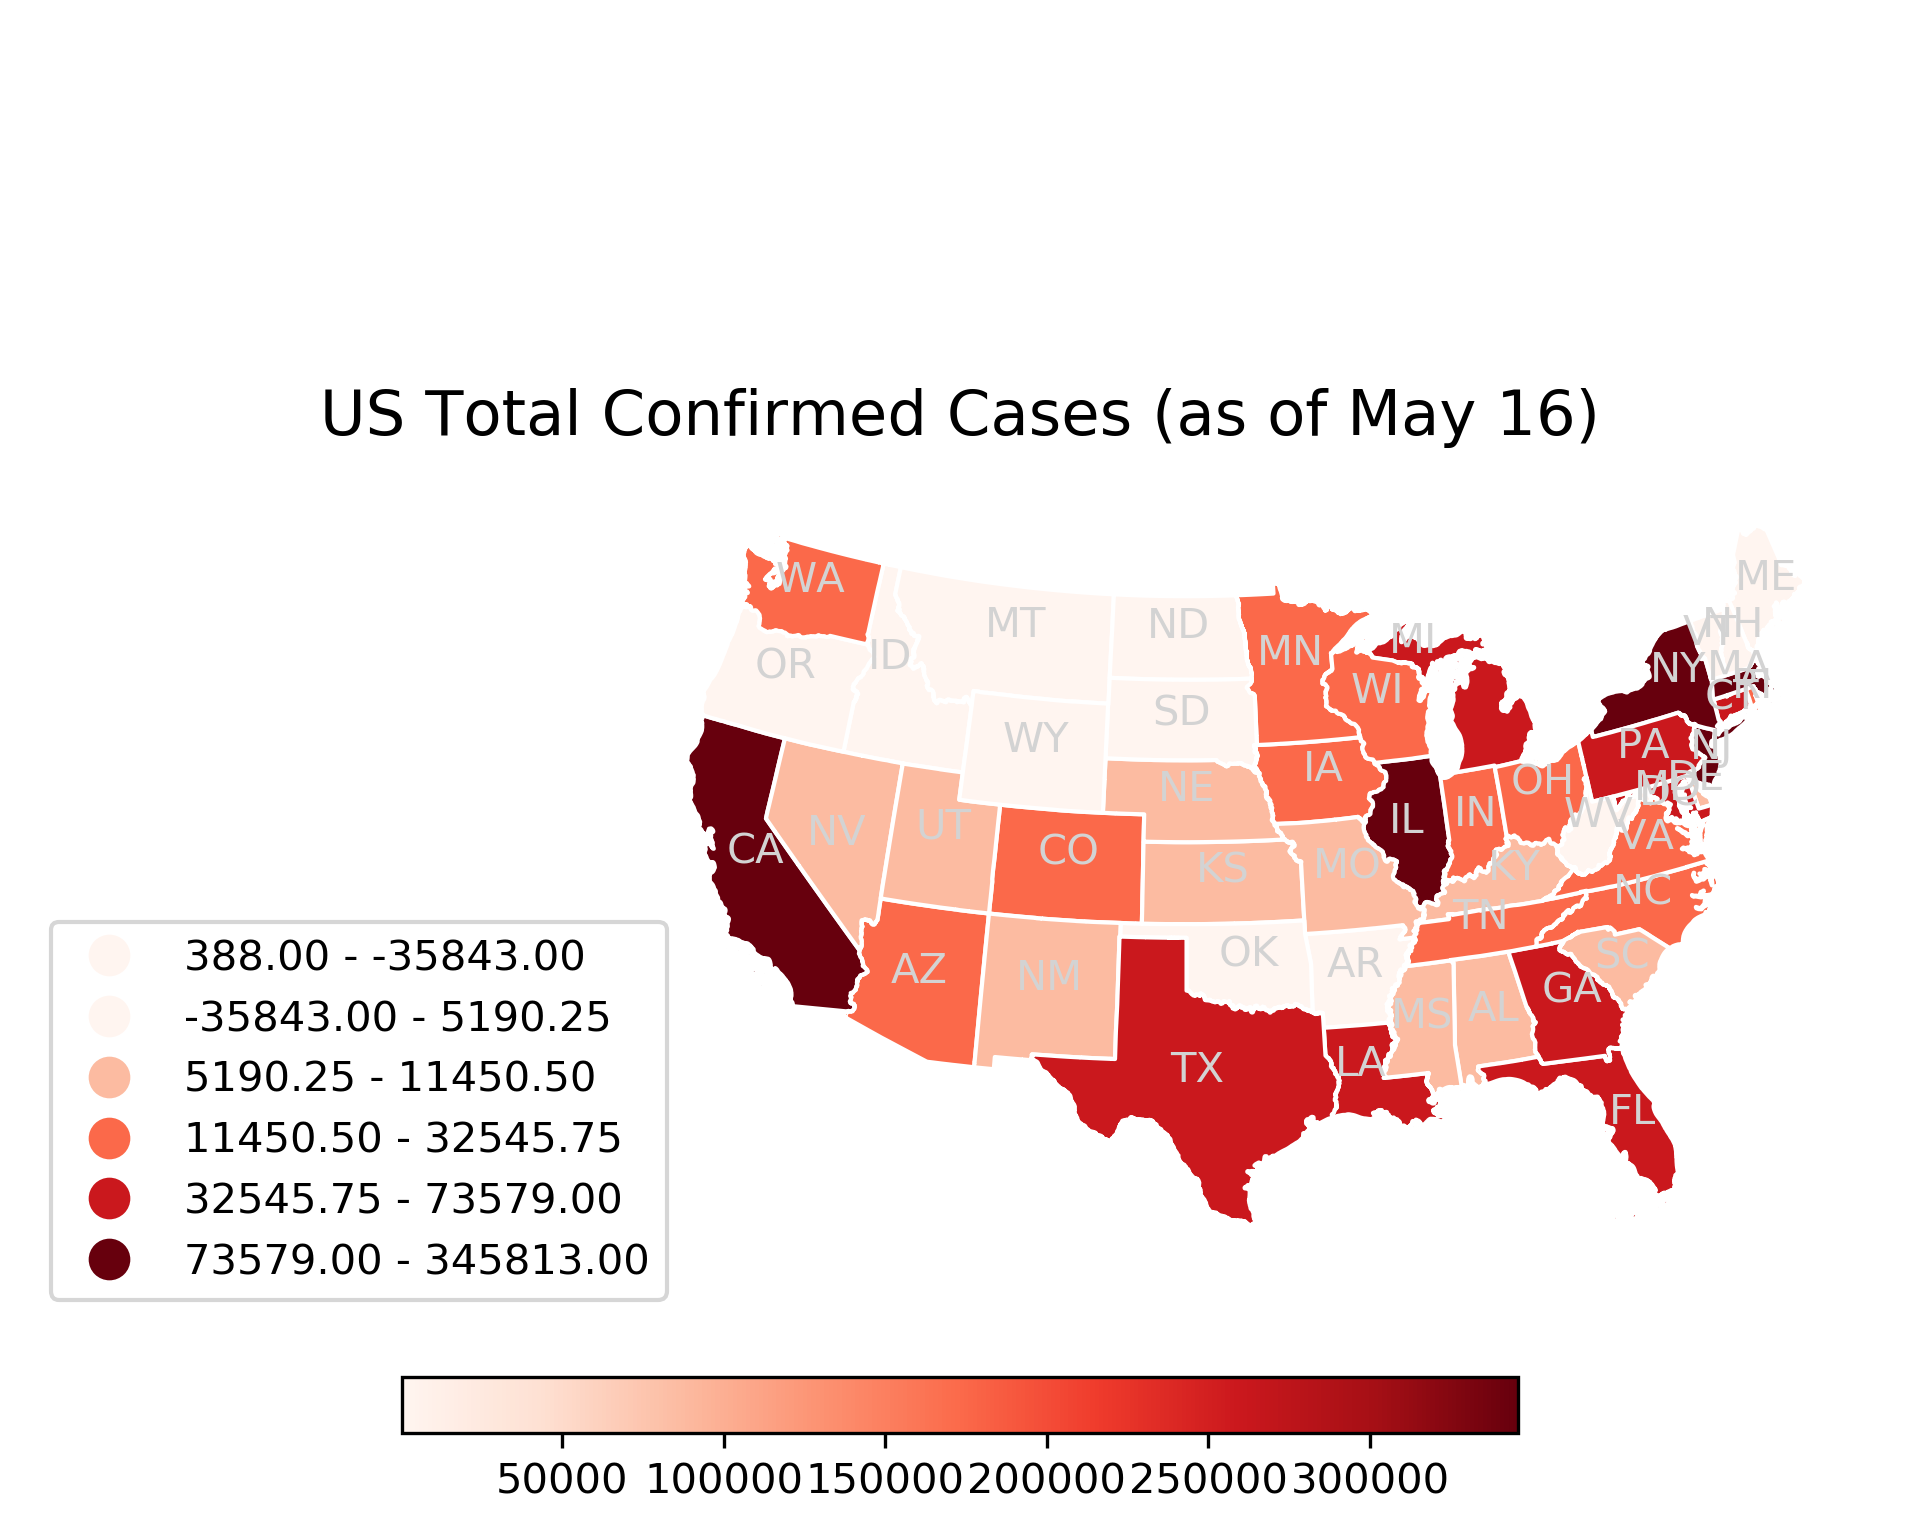 US Total Confirmed Cases (as of May 16)
WA
MT
ND
MN
MI
ME
VT
NH
OR
ID
SD
WI
NY
MA
CT
RI
WY
NE
IA
PA
NJ
NV
UT
CO
KS
MO
IL
IN
OH
WV
VA
MD
DC
DE
CA
AZ
NM
OK
AR
KY
TN
NC
SC
TX
LA
MS
AL
GA
FL
388.00 - -35843.00
-35843.00 - 5190.25
5190.25 - 11450.50
11450.50 - 32545.75
32545.75 - 73579.00
73579.00 - 345813.00
50000 100000 150000 200000 250000 300000